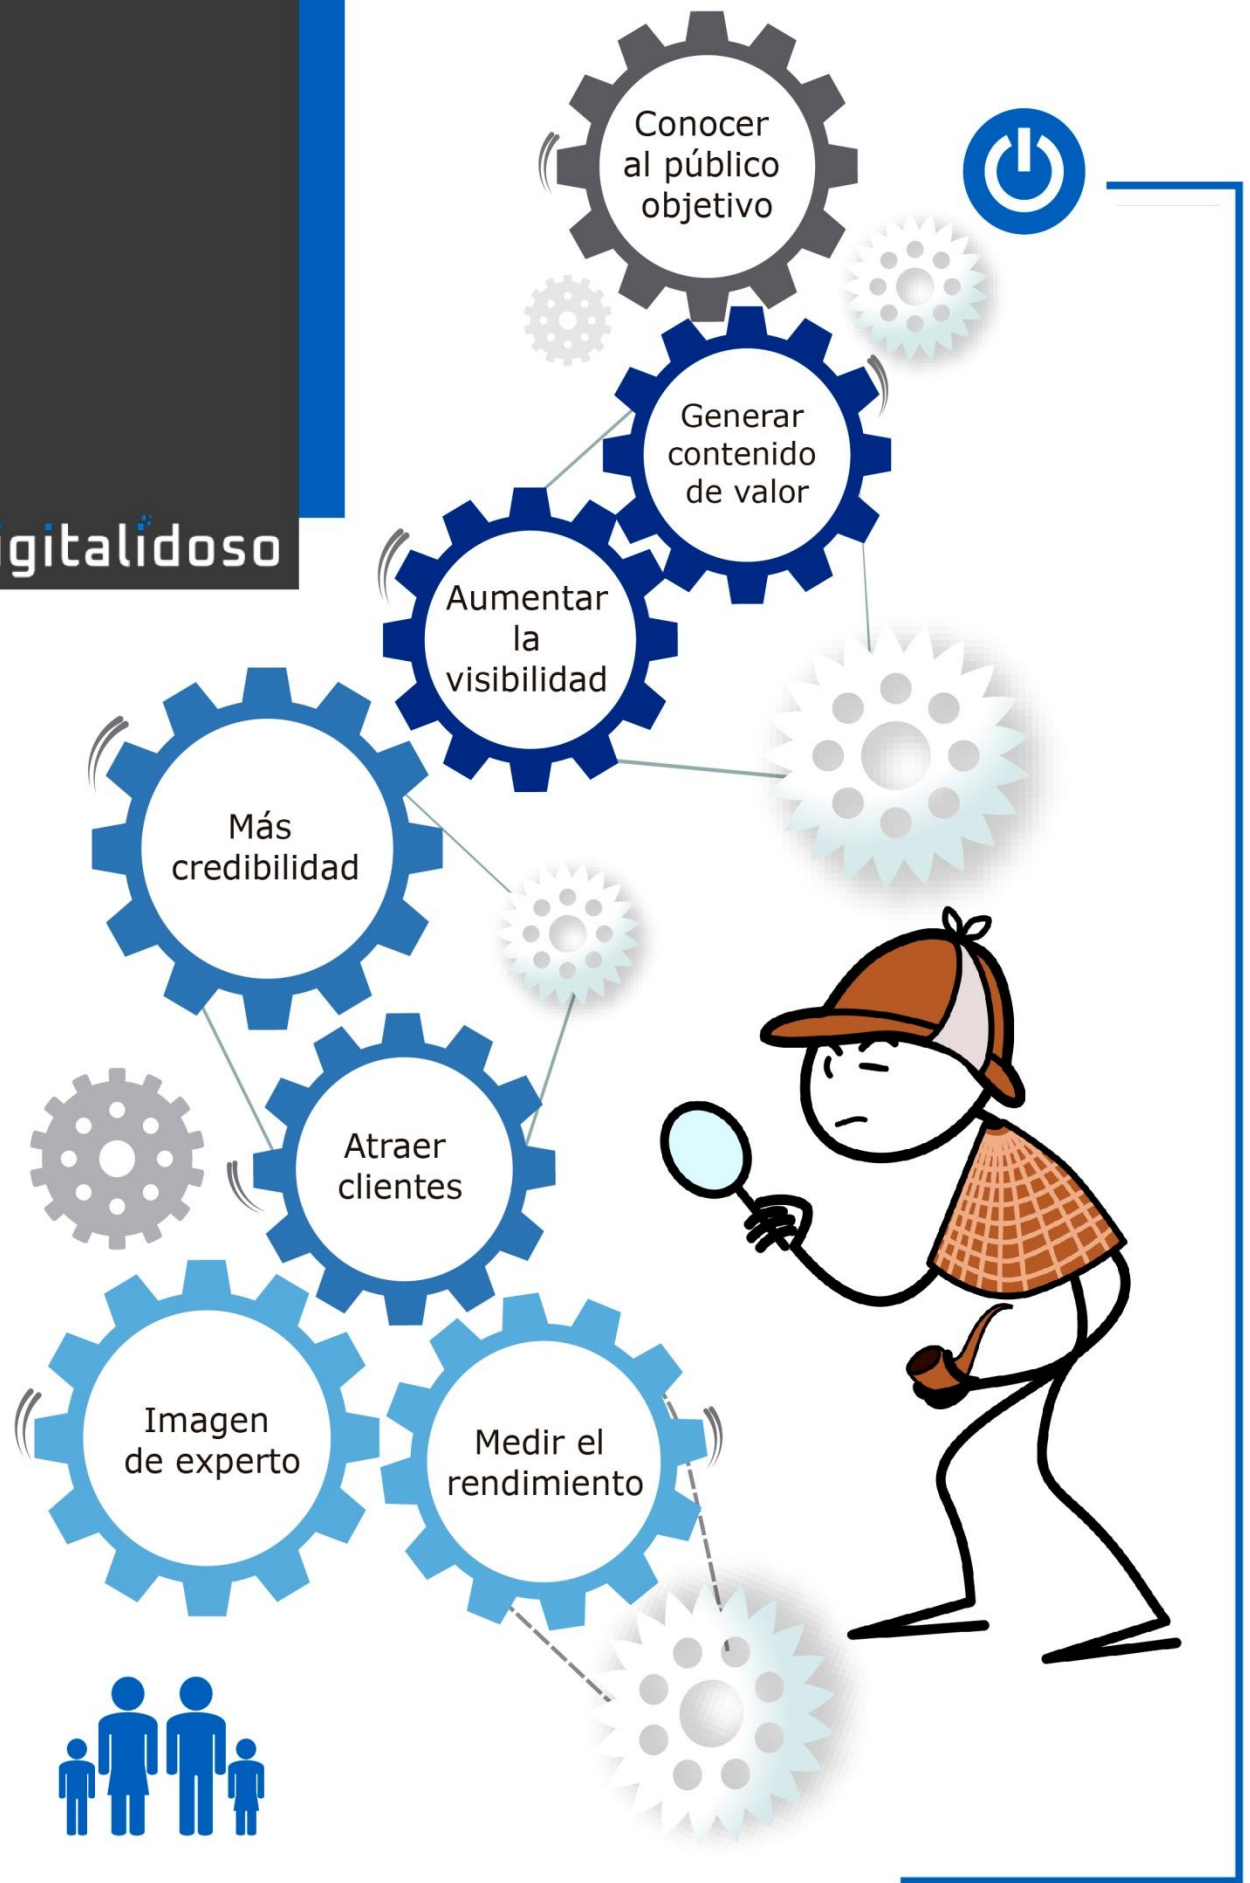 Conocer
al público
objetivo
Generar
contenido
de valor
igitalidoso
Aumentar
la
visibilidad
Más
credibilidad
Atraer
clientes
Imagen
de experto
Medir el
rendimiento